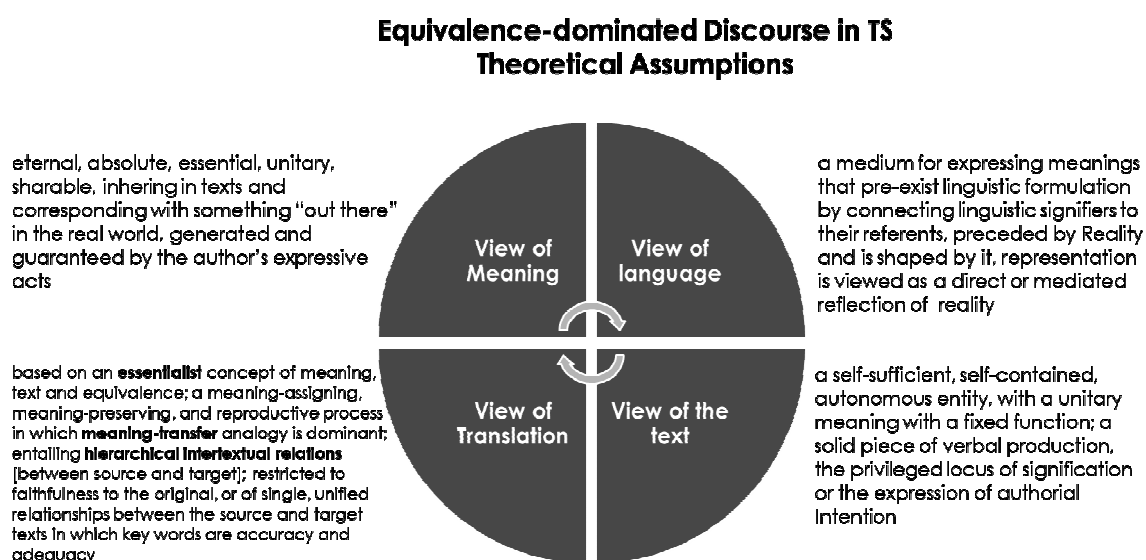 Equivalence-dominated Discourse in TS
Theoretical Assumptions
eternal, absolute, essential, unitary,
sharable, inhering in texts and
corresponding with something “out there”
in the real world, generated and
guaranteed by the author’s expressive
acts
View of
Meaning
View of
language
a medium for expressing meanings
that pre-exist linguistic formulation
by connecting linguistic signifiers to
their referents, preceded by Reality
and is shaped by it, representation
is viewed as a direct or mediated
reflection of reality
based on an essentialist concept of meaning,
text and equivalence; a meaning-assigning,
meaning-preserving, and reproductive process
in which meaning-transfer analogy is dominant;
entailing hierarchical intertextual relations
[between source and target]; restricted to
faithfulness to the original, or of single, unified
relationships between the source and target
texts in which key words are accuracy and
adequacy
View of
Translation
View of the
text
a self-sufficient, self-contained,
autonomous entity, with a unitary
meaning with a fixed function; a
solid piece of verbal production,
the privileged locus of signification
or the expression of authorial
Intention